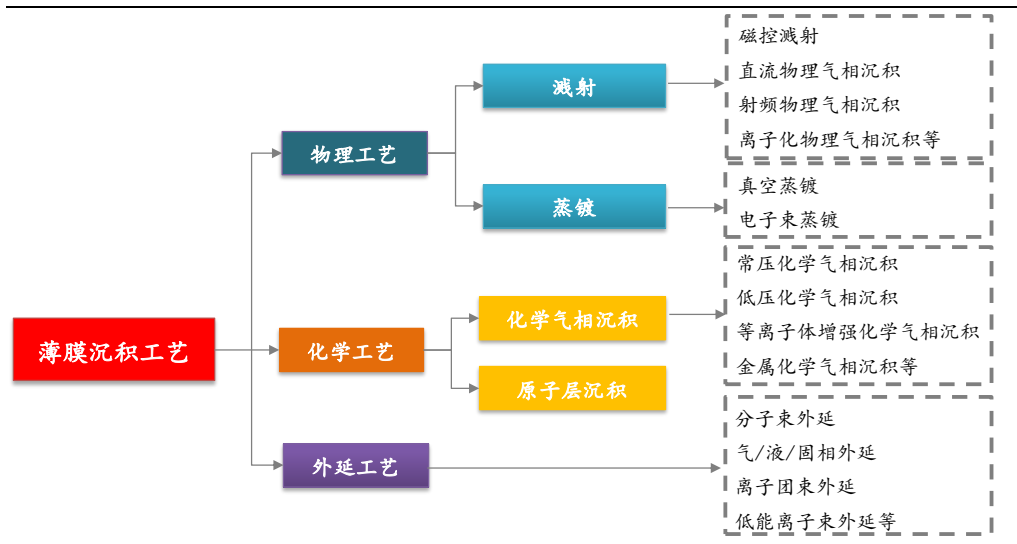 薄膜沉积工艺
物理工艺
溅射
磁控溅射
直流物理气相沉积
射频物理气相沉积
离子化物理气相沉积等
蒸镀
真空蒸镀
电子束蒸镀
化学工艺
化学气相沉积
常压化学气相沉积
低压化学气相沉积
等离子体增强化学气相沉积
金属化学气相沉积等
原子层沉积
外延工艺
分子束外延
气/液/固相外延
离子团束外延
低能离子束外延等